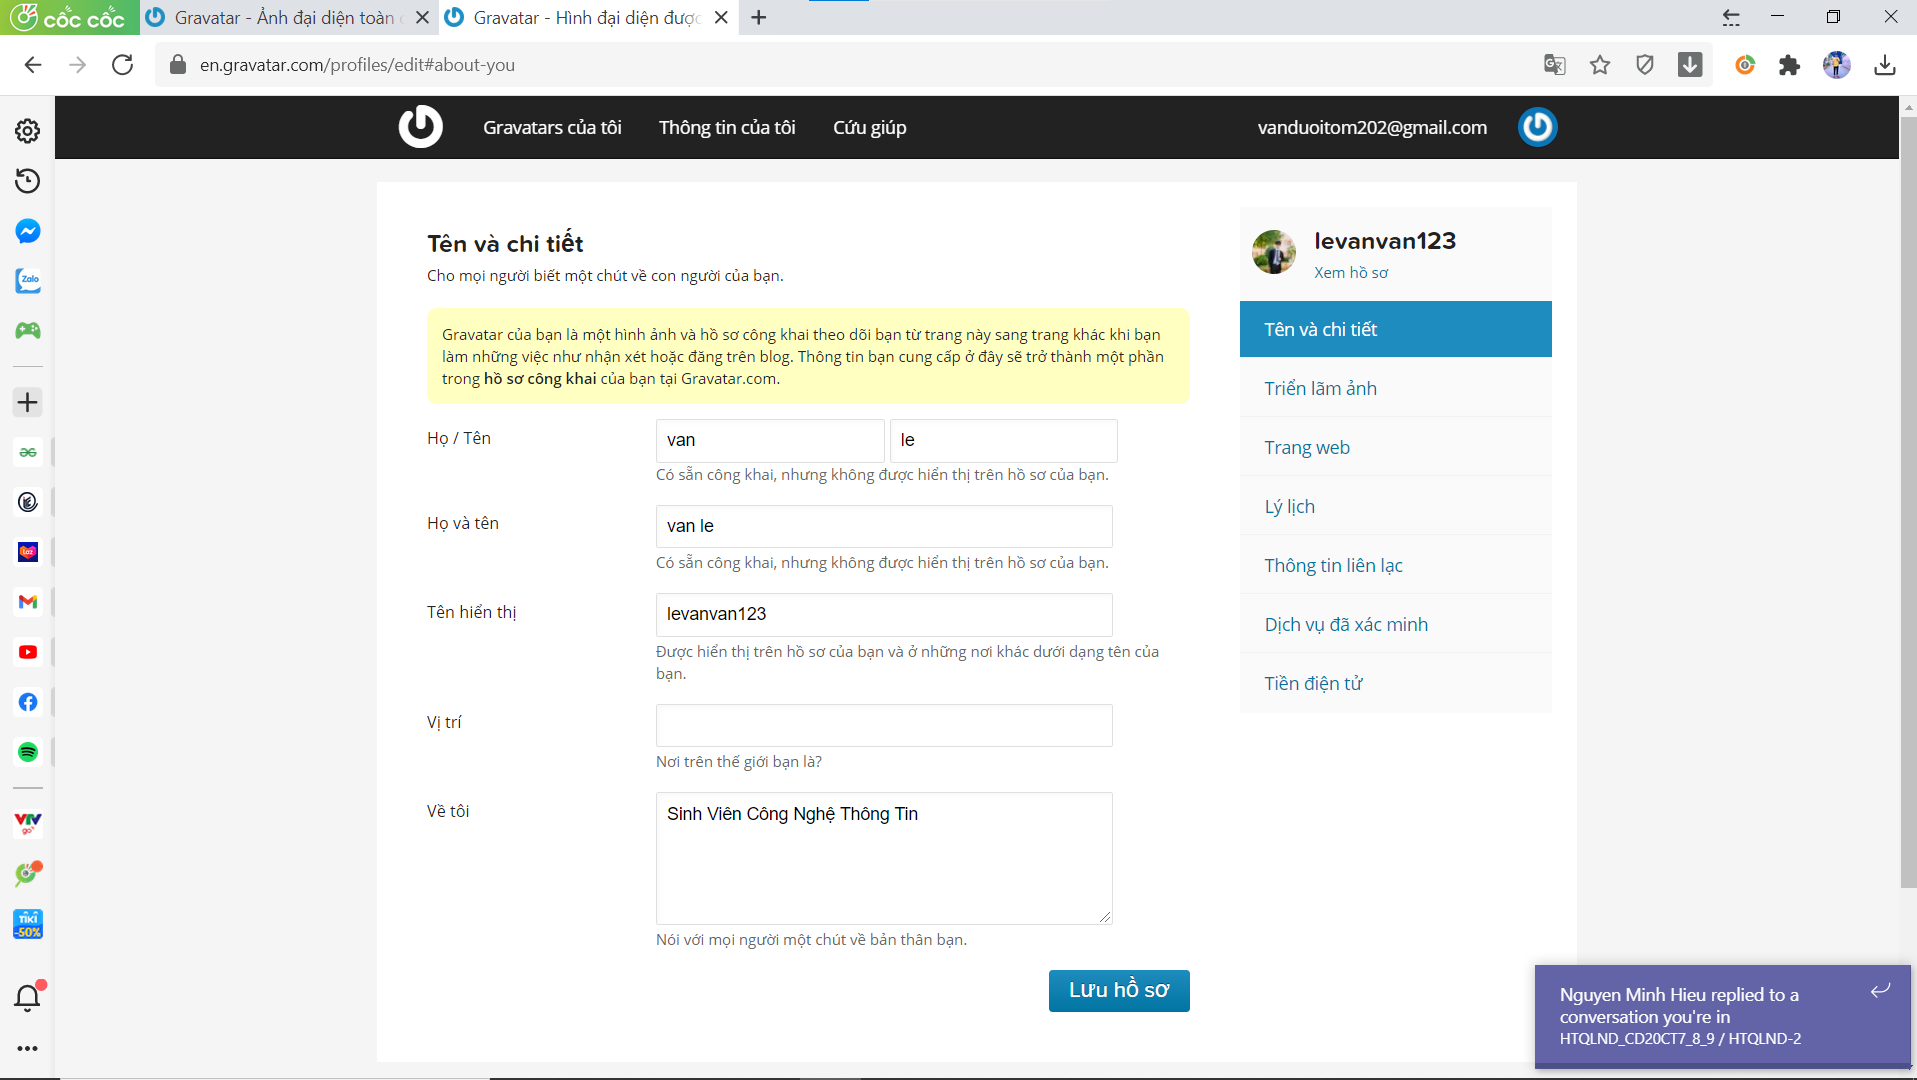 cốc cốc
Gravatar - Ảnh đại diện toàn
Gravatar - Hình đại diện được
en.gravatar.com/profiles/edit#about-you
Gravatars của tôi
Thông tin của tôi
Cứu giúp
vanduoitom202@gmail.com
Tên và chi tiết
Cho mọi người biết một chút về con người của bạn.
Gravatar của bạn là một hình ảnh và hồ sơ công khai theo dõi bạn từ trang này sang trang khác khi bạn
làm những việc như nhận xét hoặc đăng trên blog. Thông tin bạn cung cấp ở đây sẽ trở thành một phần
trong hồ sơ công khai của bạn tại Gravatar.com.
Họ / Tên
van
le
Có sẵn công khai, nhưng không được hiển thị trên hồ sơ của bạn.
Họ và tên
van le
Có sẵn công khai, nhưng không được hiển thị trên hồ sơ của bạn.
Tên hiển thị
levanvan123
Được hiển thị trên hồ sơ của bạn và ở những nơi khác dưới dạng tên của
bạn.
Vị trí
Nơi trên thế giới bạn là?
Về tôi
Sinh Viên Công Nghệ Thông Tin
Nói với mọi người một chút về bản thân bạn.
Lưu hồ sơ
levanvan123
Xem hồ sơ
Tên và chi tiết
Triển lãm ảnh
Trang web
Lý lịch
Thông tin liên lạc
Dịch vụ đã xác minh
Tiền điện tử
Zalo
laz
VTV
go
TIKI
-50%
Nguyen Minh Hieu replied to a
conversation you're in
HTQLND_CD20CT7_8_9 / HTQLND-2